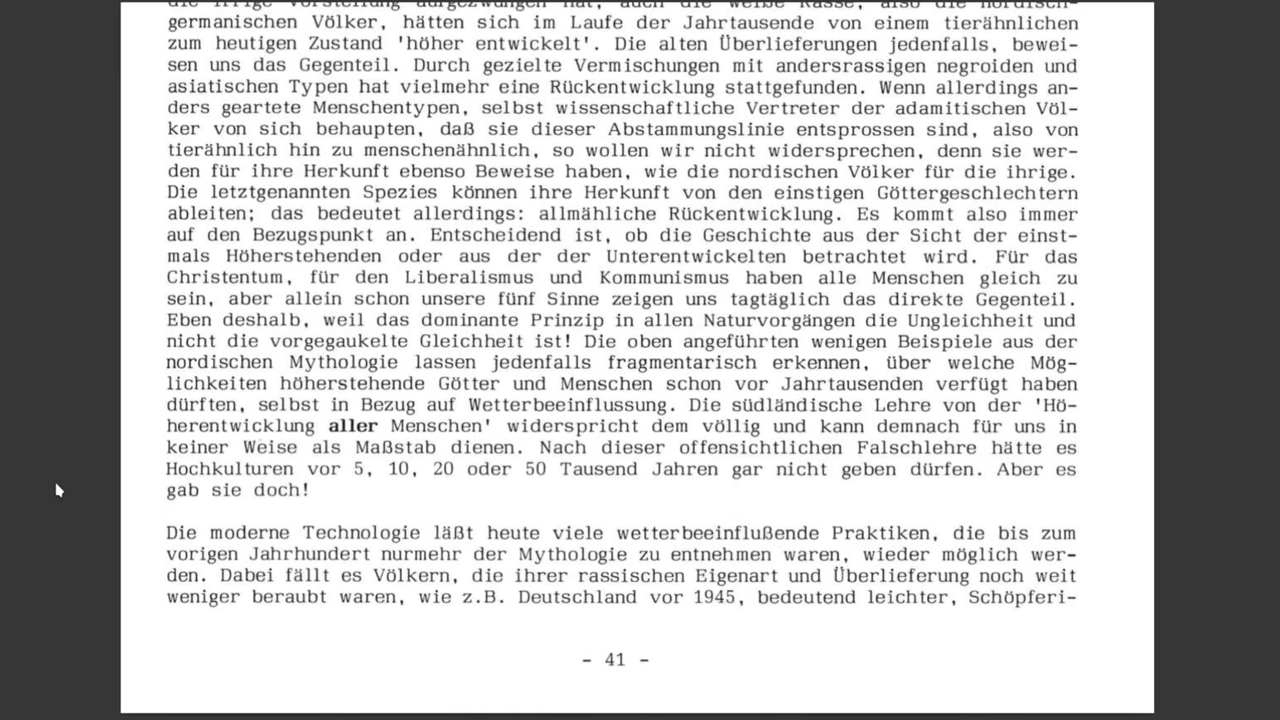 die irrige Vorstellung aufgezwungen hat, auch die weiße Rasse, also die nordisch-
germanischen Völker, hätten sich im Laufe der Jahrtausende von einem tierähnlichen
zum heutigen Zustand 'höher entwickelt'. Die alten Überlieferungen jedenfalls, bewei-
sen uns das Gegenteil. Durch gezielte Vermischungen mit andersrassigen negroiden und
asiatischen Typen hat vielmehr eine Rückentwicklung stattgefunden. Wenn allerdings an-
ders geartete Menschentypen, selbst wissenschaftliche Vertreter der adamitischen Völ-
ker von sich behaupten, daß sie dieser Abstammungslinie entsprossen sind, also von
tierähnlich hin zu menschenähnlich, so wollen wir nicht widersprechen, denn sie wer-
den für ihre Herkunft ebenso Beweise haben, wie die nordischen Völker für die ihrige.
Die letztgenannten Spezies können ihre Herkunft von den einstigen Göttergeschlechtern
ableiten; das bedeutet allerdings: allmähliche Rückentwicklung. Es kommt also immer
auf den Bezugspunkt an. Entscheidend ist, ob die Geschichte aus der Sicht der einst-
mals Höherstehenden oder aus der der Unterentwickelten betrachtet wird. Für das
Christentum, für den Liberalismus und Kommunismus haben alle Menschen gleich zu
sein, aber allein schon unsere fünf Sinne zeigen uns tagtäglich das direkte Gegenteil.
Eben deshalb, weil das dominante Prinzip in allen Naturvorgängen die Ungleichheit und
nicht die vorgegaukelte Gleichheit ist! Die oben angeführten wenigen Beispiele aus der
nordischen Mythologie lassen jedenfalls fragmentarisch erkennen, über welche Mög-
lichkeiten höherstehende Götter und Menschen schon vor Jahrtausenden verfügt haben
dürften, selbst in Bezug auf Wetterbeeinflussung. Die südländische Lehre von der 'Hö-
herentwicklung aller Menschen' widerspricht dem völlig und kann demnach für uns in
keiner Weise als Maßstab dienen. Nach dieser offensichtlichen Falschlehre hätte es
Hochkulturen vor 5, 10, 20 oder 50 Tausend Jahren gar nicht geben dürfen. Aber es
gab sie doch!
Die moderne Technologie läßt heute viele wetterbeeinflußende Praktiken, die bis zum
vorigen Jahrhundert nurmehr der Mythologie zu entnehmen waren, wieder möglich wer-
den. Dabei fällt es Völkern, die ihrer rassischen Eigenart und Überlieferung noch weit
weniger beraubt waren, wie z.B. Deutschland vor 1945, bedeutend leichter, Schöpferi-
- 41 -